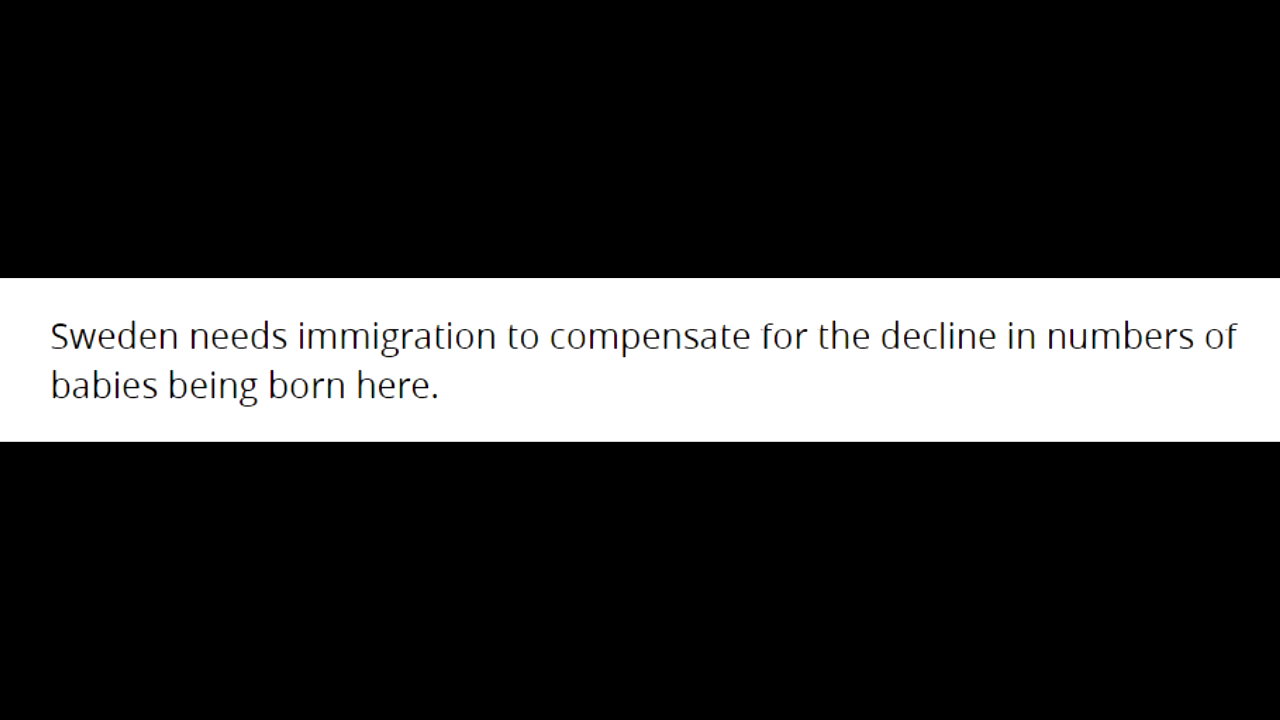 Sweden needs immigration to compensate for the decline in numbers of
babies being born here.